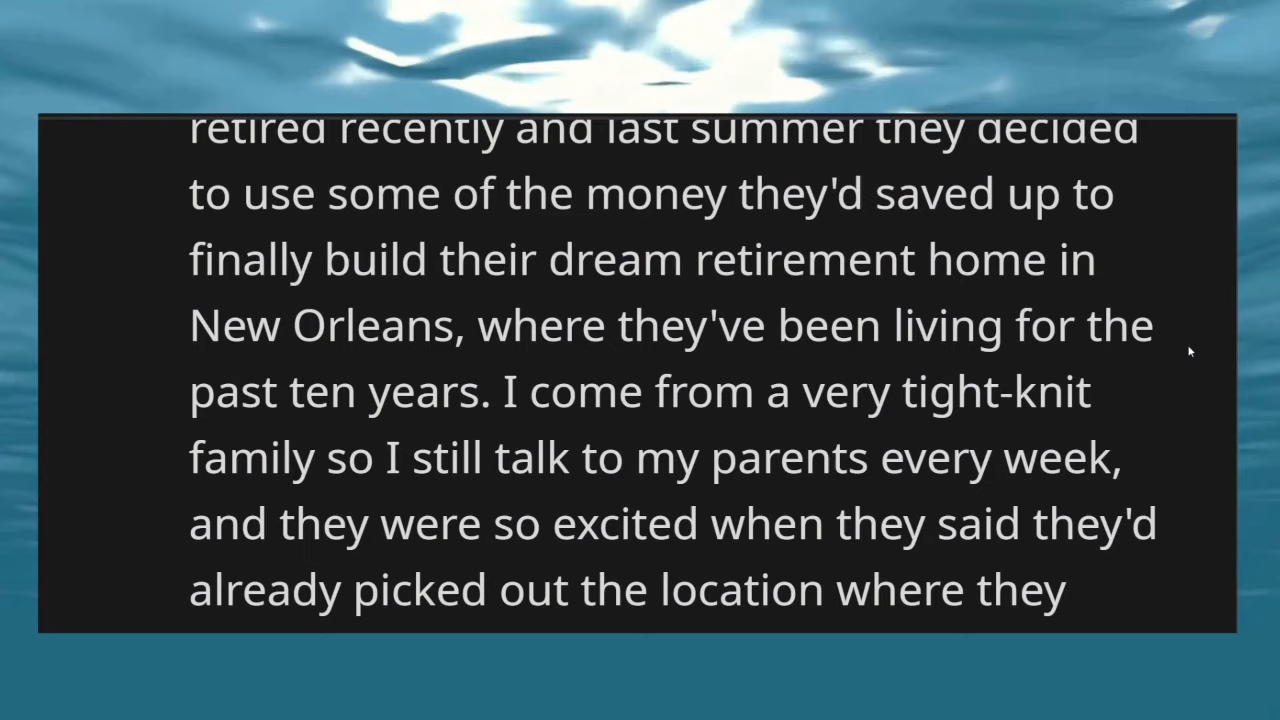 retired recently and last summer they decided
to use some of the money they'd saved up to
finally build their dream retirement home in
New Orleans, where they've been living for the
past ten years. I come from a very tight-knit
family so I still talk to my parents every week,
and they were so excited when they said they'd
already picked out the location where they